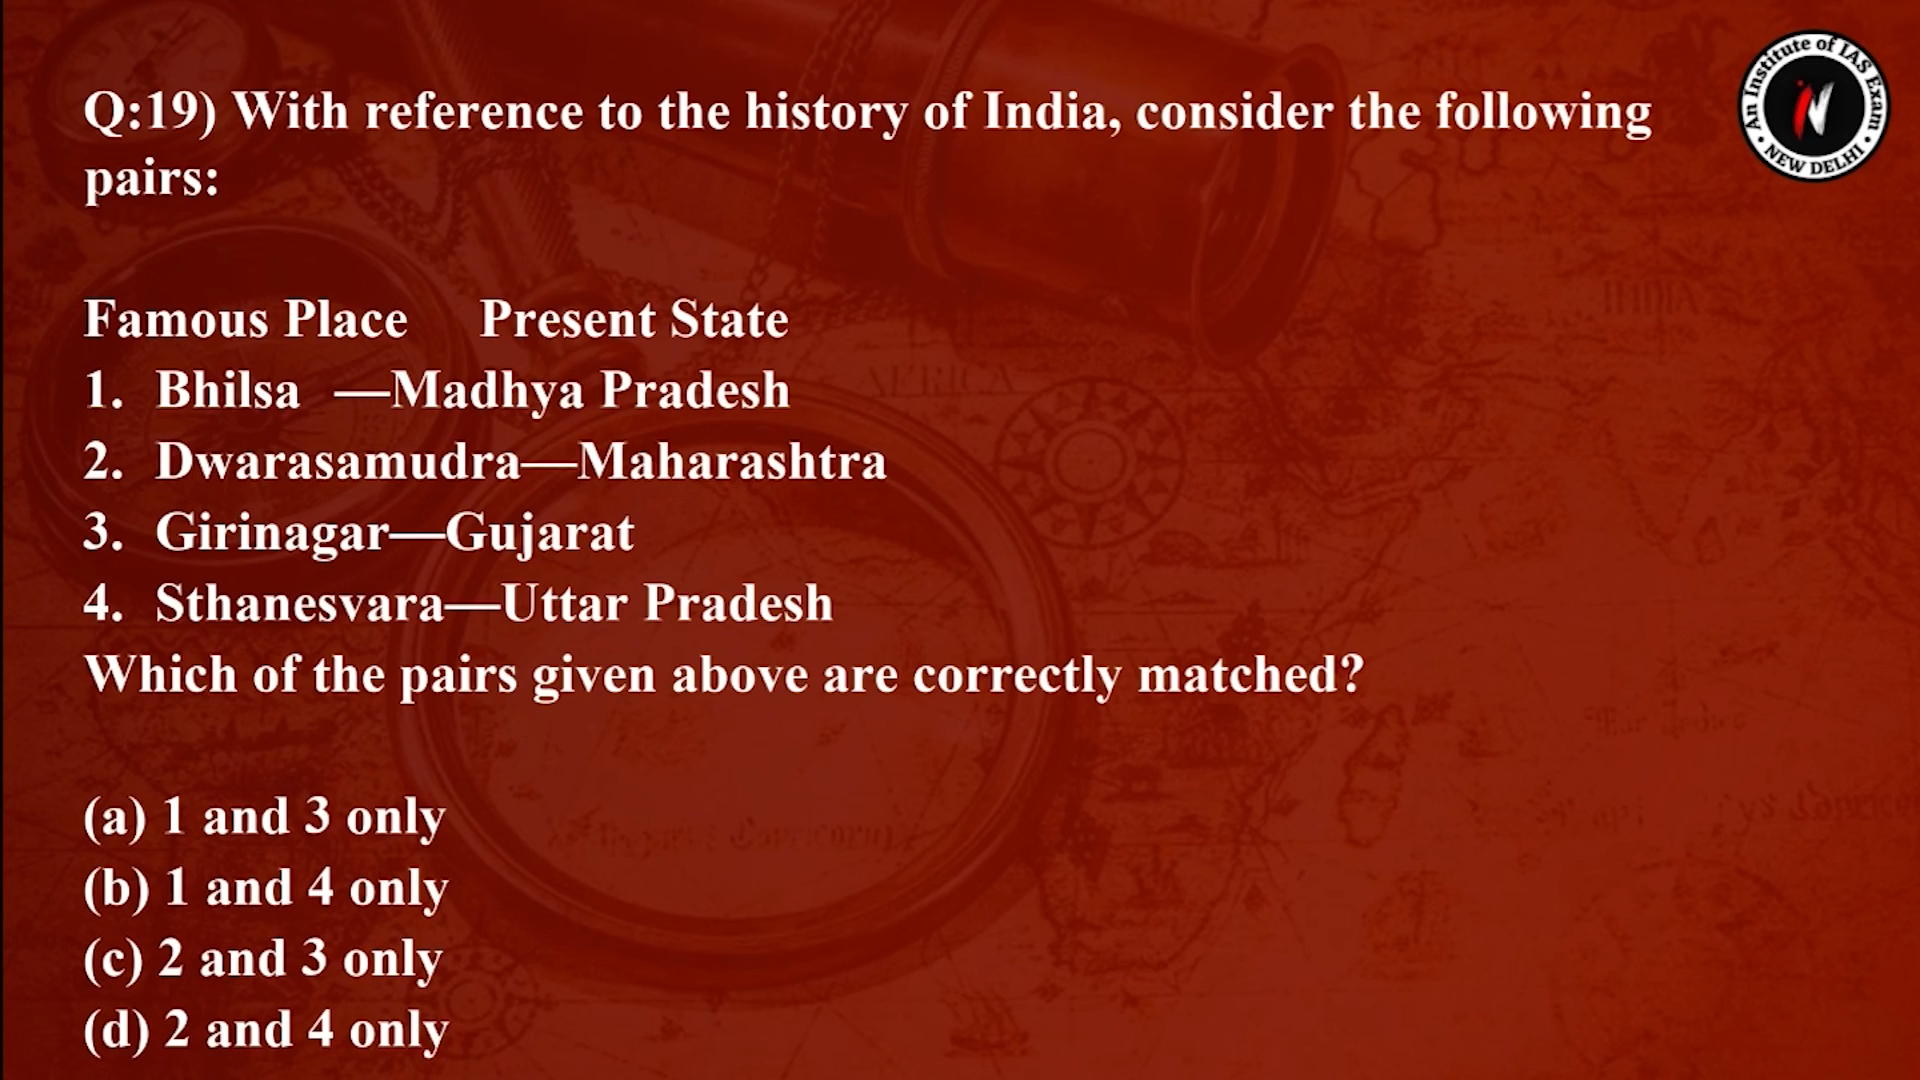 Q:19) With reference to the history of India, consider the following
pairs:
Famous Place Present State
1. Bhilsa —Madhya Pradesh
2. Dwarasamudra—Maharashtra
3. Girinagar—Gujarat
4. Sthanesvara—Uttar Pradesh
Which of the pairs given above are correctly matched?
(a) 1 and 3 only
(b) 1 and 4 only
(c) 2 and 3 only
(d) 2 and 4 only
An Institute of IAS Exam
• NEW DELHI •
INDIA
AFRICA